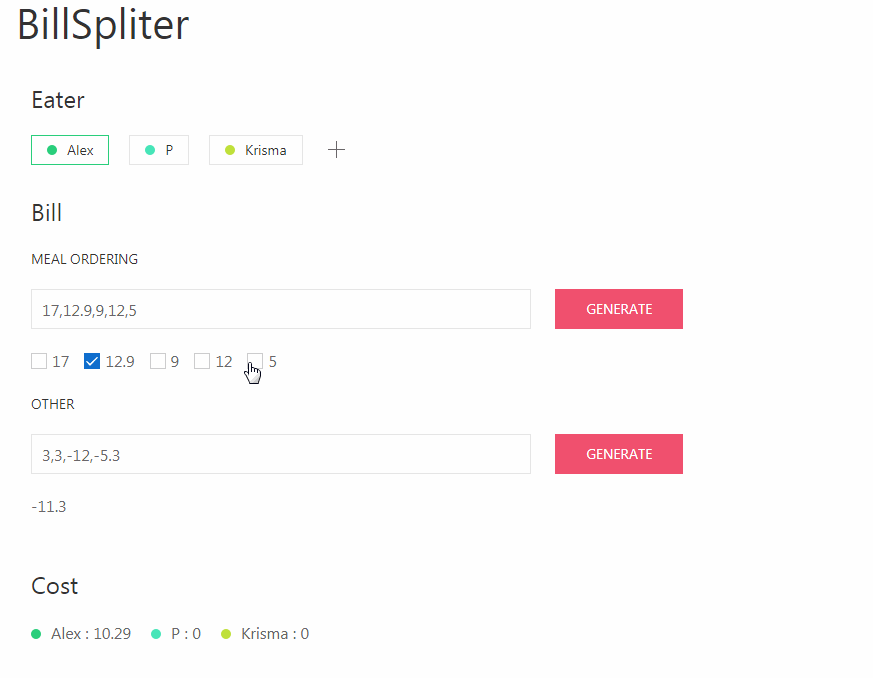 BillSpliter
Eater
Alex P Krisma
Bill
MEAL ORDERING
17,12.9,9,12,5 GENERATE
17 12.9 9 12 5
OTHER
3,3,-12,-5.3 GENERATE
-11.3
Cost
Alex : 10.29 P : 0 Krisma : 0